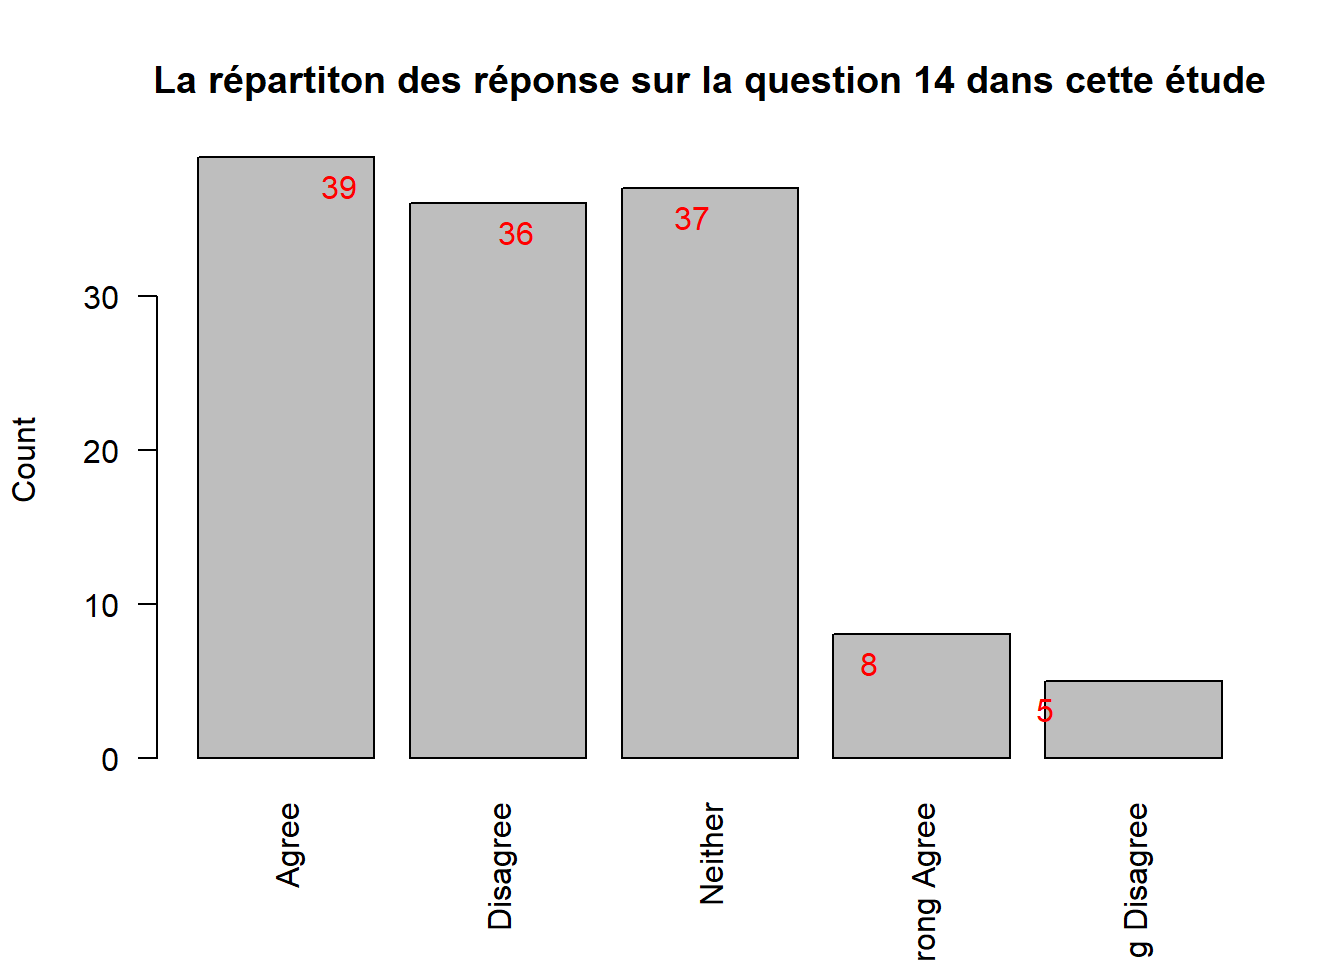 La répartiton des réponse sur la question 14 dans cette étude
39
36
37
8
5
30
20
10
0
Count
Agree
Disagree
Neither
rong Agree
g Disagree